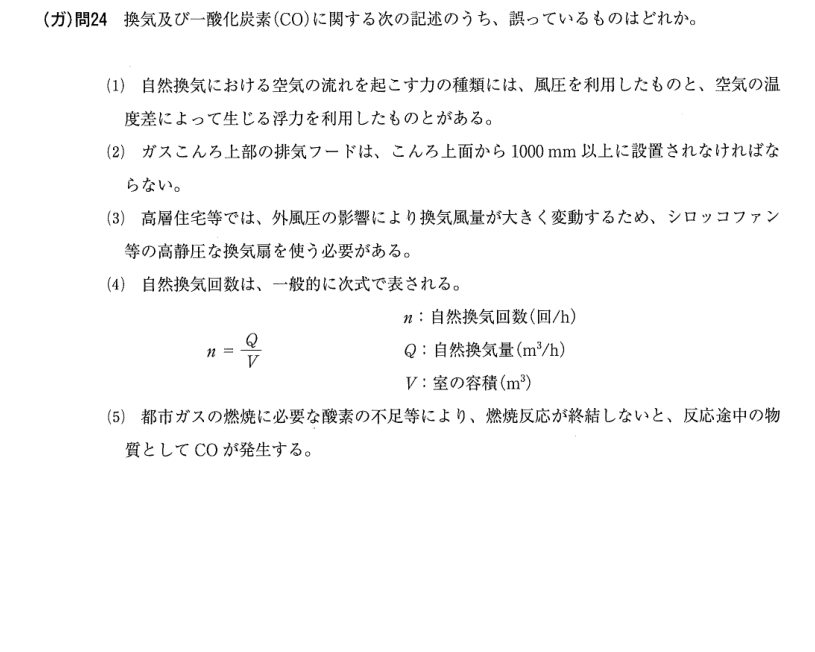 (ガ)問24 換気及び一酸化炭素(CO)に関する次の記述のうち、誤っているものはどれか。
(1) 自然換気における空気の流れを起こす力の種類には、風圧を利用したものと、空気の温
度差によって生じる浮力を利用したものとがある。
(2) ガスこんろ上部の排気フードは、こんろ上面から 1000 mm 以上に設置されなければな
らない。
(3) 高層住宅等では、外風圧の影響により換気風量が大きく変動するため、シロッコファン
等の高静圧な換気扇を使う必要がある。
(4) 自然換気回数は、一般的に次式で表される。
n = Q/V
n：自然換気回数(回/h)
Q：自然換気量(m³/h)
V：室の容積(m³)
(5) 都市ガスの燃焼に必要な酸素の不足等により、燃焼反応が終結しないと、反応途中の物
質として CO が発生する。